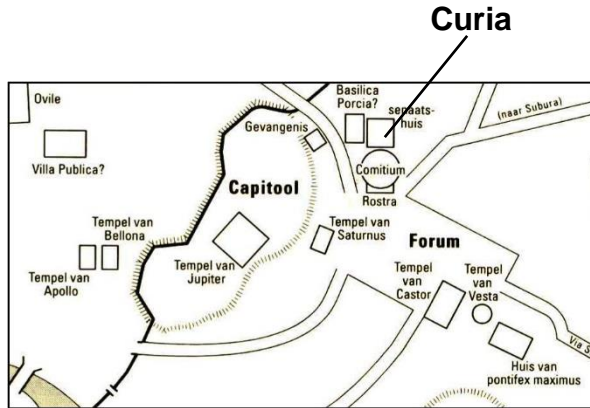 Curia
Ovile
Villa Publica?
Basilica
Porcia?
senaats-
huis
Gevangenis
(naar Subura)
Comitium
Rostra
Capitool
Tempel van
Bellona
Tempel van
Apollo
Tempel van
Jupiter
Tempel van
Saturnus
Forum
Tempel
van
Castor
Tempel
van
Vesta
Huis van
pontifex maximus
Via S